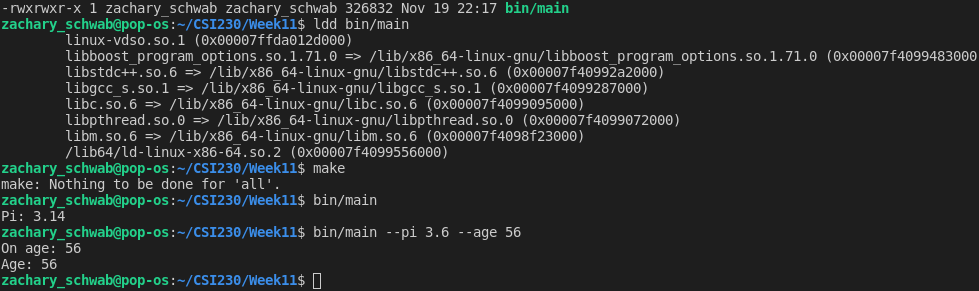 -rwxrwxr-x 1 zachary_schwab zachary_schwab 326832 Nov 19 22:17 bin/main
zachary_schwab@pop-os:~/CSI230/Week11$ ldd bin/main
linux-vdso.so.1 (0x00007ffda012d000)
libboost_program_options.so.1.71.0 => /lib/x86_64-linux-gnu/libboost_program_options.so.1.71.0 (0x00007f4099483000)
libstdc++.so.6 => /lib/x86_64-linux-gnu/libstdc++.so.6 (0x00007f40992a2000)
libgcc_s.so.1 => /lib/x86_64-linux-gnu/libgcc_s.so.1 (0x00007f4099287000)
libc.so.6 => /lib/x86_64-linux-gnu/libc.so.6 (0x00007f4099095000)
libpthread.so.0 => /lib/x86_64-linux-gnu/libpthread.so.0 (0x00007f4099072000)
libm.so.6 => /lib/x86_64-linux-gnu/libm.so.6 (0x00007f4098f23000)
/lib64/ld-linux-x86-64.so.2 (0x00007f4099556000)
zachary_schwab@pop-os:~/CSI230/Week11$ make
make: Nothing to be done for 'all'.
zachary_schwab@pop-os:~/CSI230/Week11$ bin/main
Pi: 3.14
zachary_schwab@pop-os:~/CSI230/Week11$ bin/main --pi 3.6 --age 56
On age: 56
Age: 56
zachary_schwab@pop-os:~/CSI230/Week11$